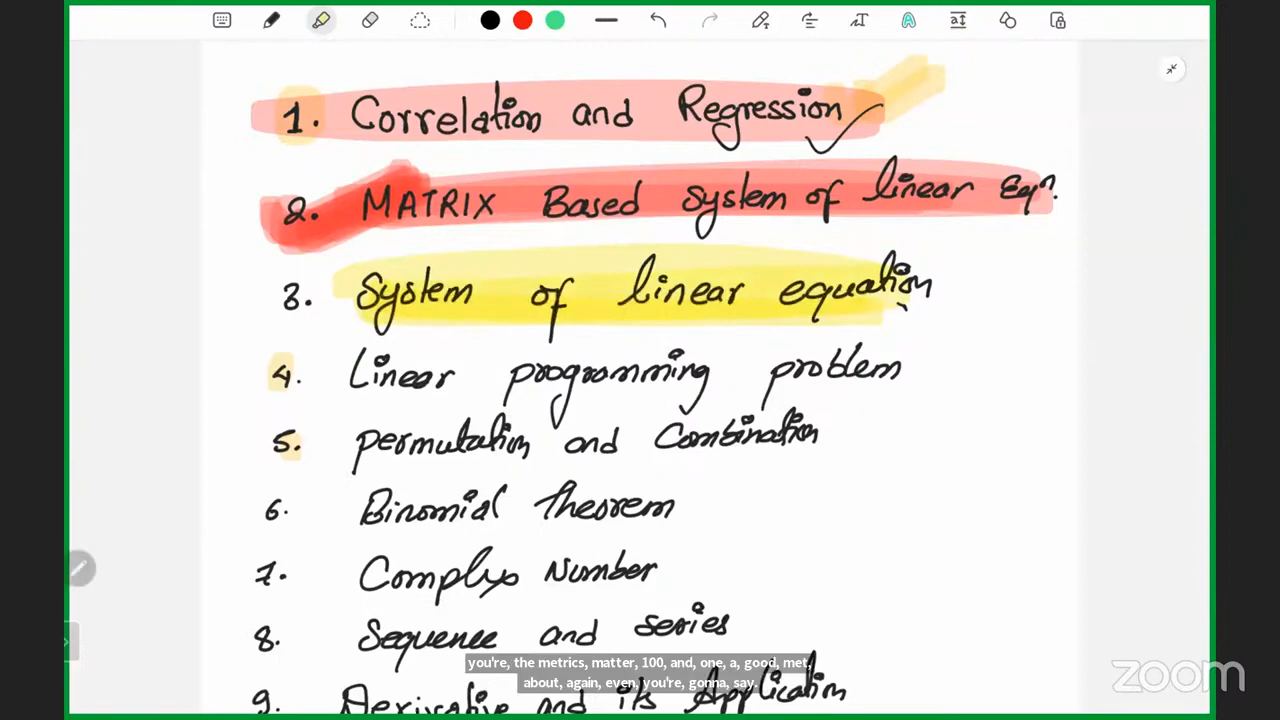 1. Correlation and Regression
2. MATRIX Based system of linear Eqn.
3. System of linear equation
4. Linear programming problem
5. permutation and Combination
6. Binomial theorem
7. Complex Number
8. Sequence and series
you're, the metrics, matter, 100, and, one, a, good, met,
about, again, even, you're, gonna, say,
9. Derivative and its Application
zoom